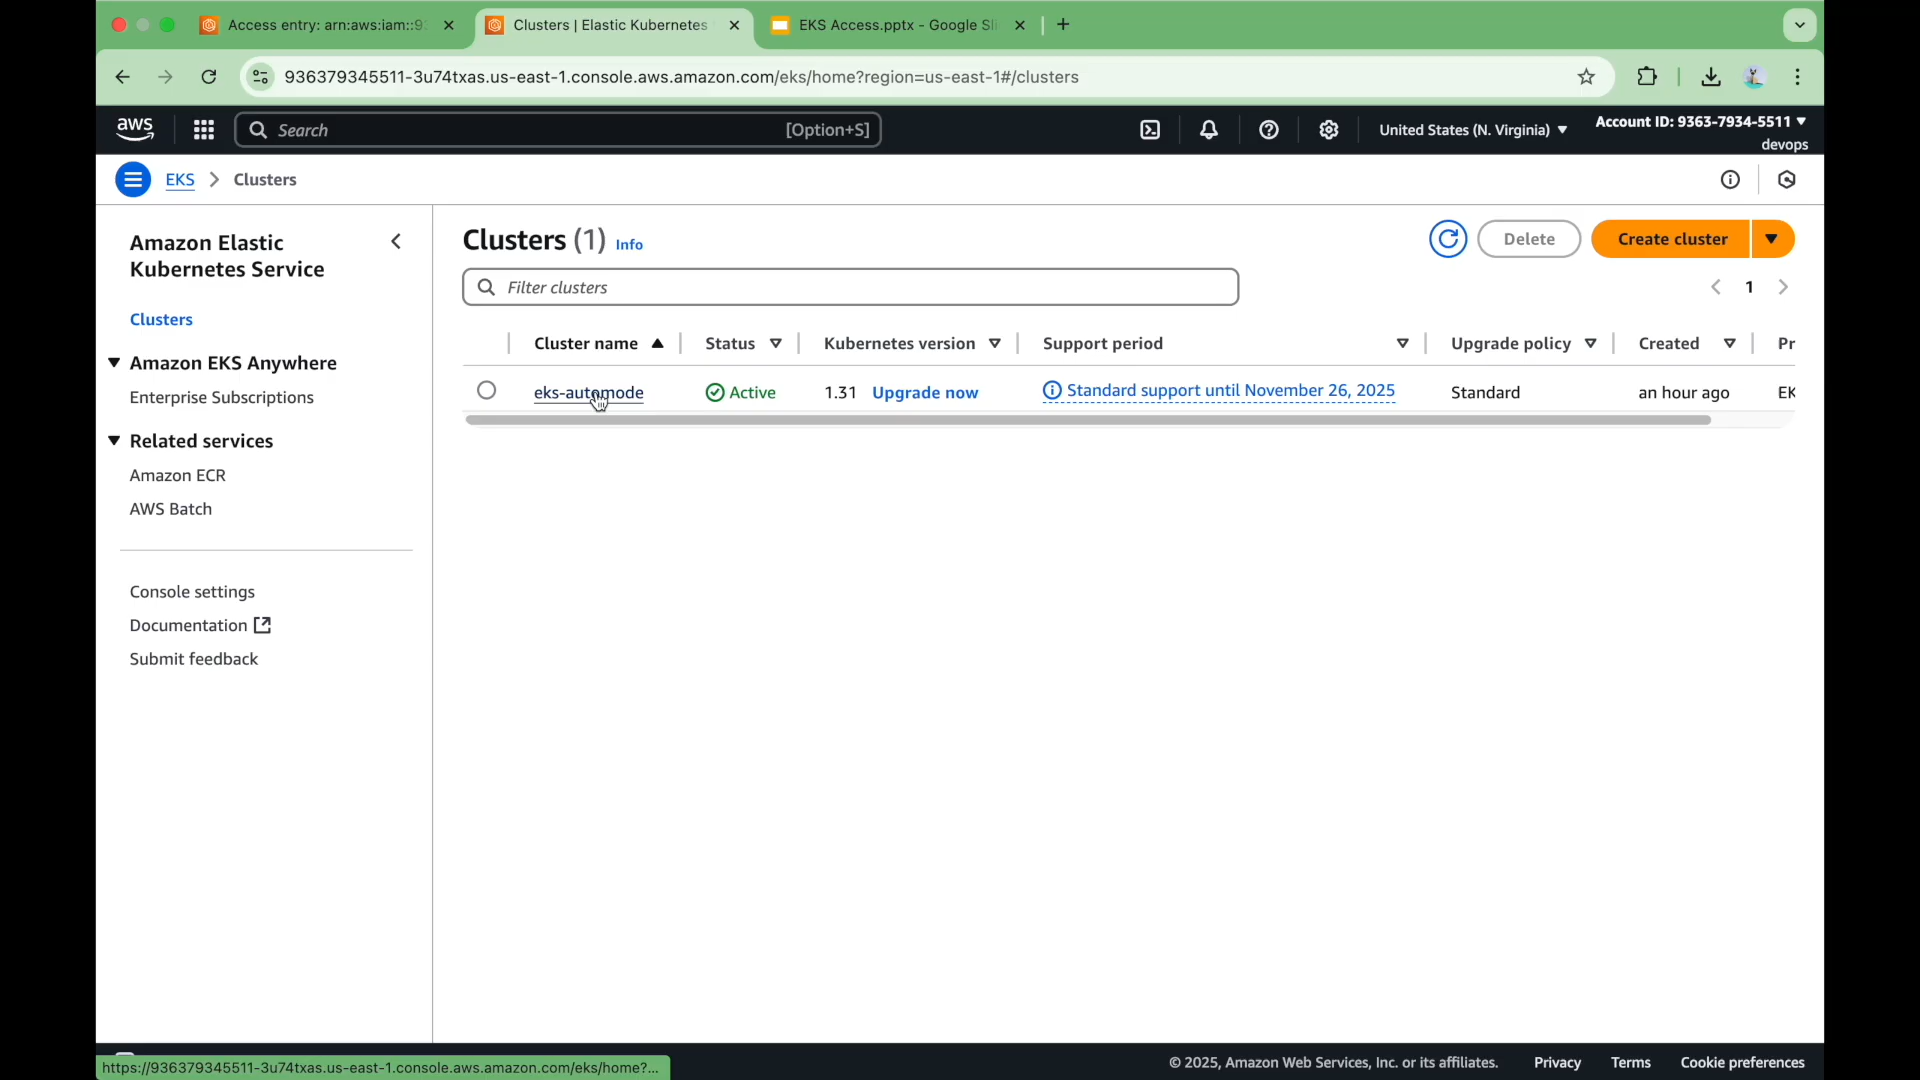 Access entry: arn:aws:iam::93
Clusters | Elastic Kubernetes
EKS Access.pptx - Google Sli
936379345511-3u74txas.us-east-1.console.aws.amazon.com/eks/home?region=us-east-1#/clusters
aws
Search
[Option+S]
United States (N. Virginia)
Account ID: 9363-7934-5511
devops
EKS
Clusters
Amazon Elastic
Kubernetes Service
Clusters
Amazon EKS Anywhere
Enterprise Subscriptions
Related services
Amazon ECR
AWS Batch
Console settings
Documentation
Submit feedback
Clusters (1) Info
Delete
Create cluster
Filter clusters
1
Cluster name Status Kubernetes version Support period Upgrade policy Created Pr
eks-automode Active 1.31 Upgrade now Standard support until November 26, 2025 Standard an hour ago EK
https://936379345511-3u74txas.us-east-1.console.aws.amazon.com/eks/home?...
© 2025, Amazon Web Services, Inc. or its affiliates. Privacy Terms Cookie preferences